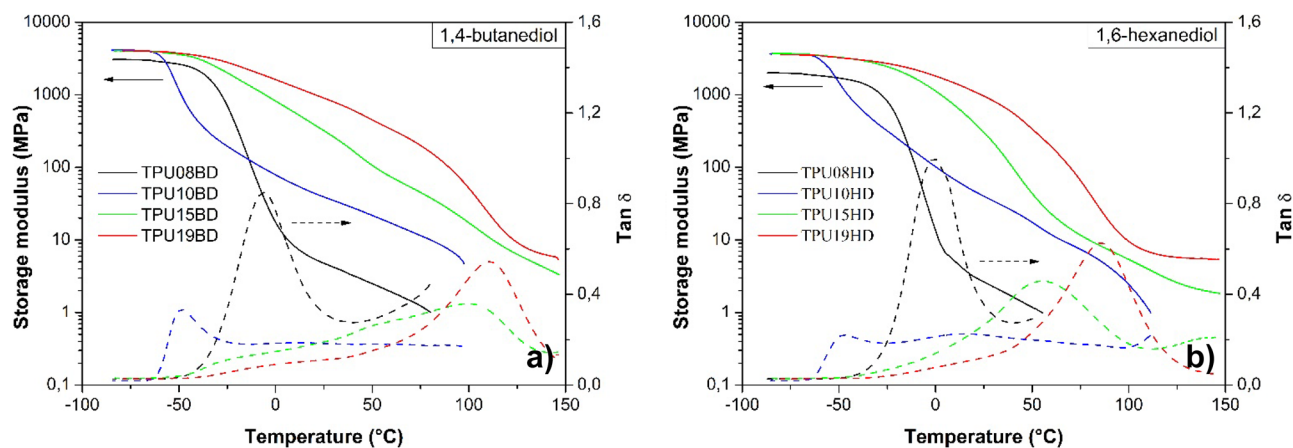 1,4-butanediol
Storage modulus (MPa)
10000
1000
100
10
1
0,1
1,6
1,2
0,8
0,4
0,0
Tan δ
TPU08BD
TPU10BD
TPU15BD
TPU19BD
a)
-100 -50 0 50 100 150
Temperature (°C)
1,6-hexanediol
Storage modulus (MPa)
10000
1000
100
10
1
0,1
1,6
1,2
0,8
0,4
0,0
Tan δ
TPU08HD
TPU10HD
TPU15HD
TPU19HD
b)
-100 -50 0 50 100 150
Temperature (°C)